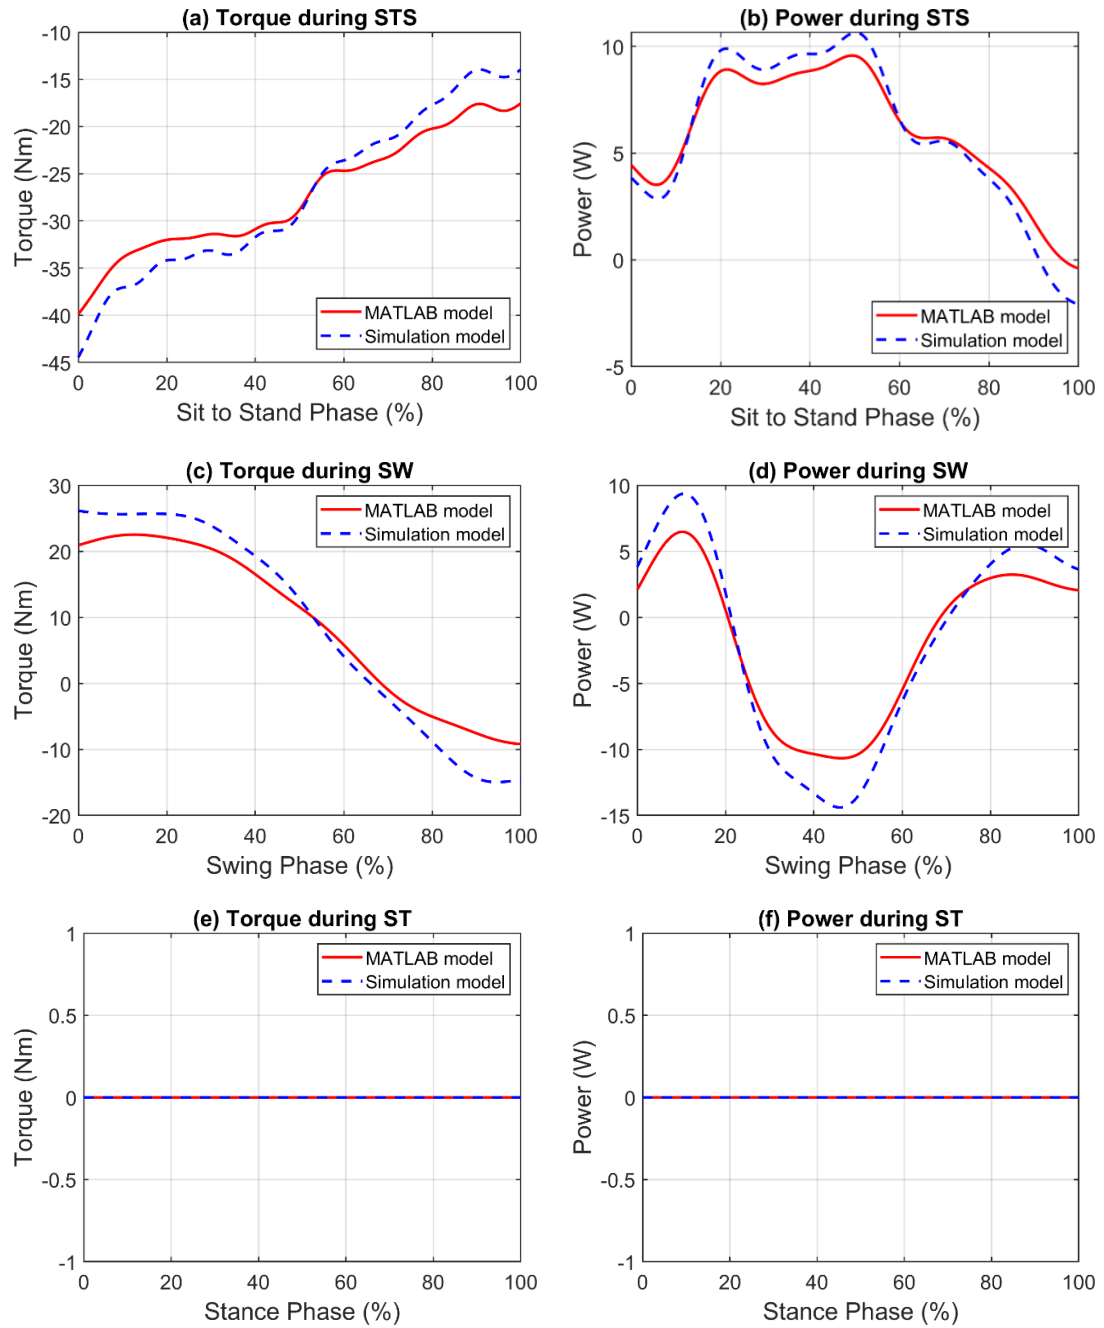 (a) Torque during STS
-10
-15
-20
-25
-30
-35
-40
-45
Torque (Nm)
MATLAB model
Simulation model
0 20 40 60 80 100
Sit to Stand Phase (%)
(b) Power during STS
10
5
0
-5
Power (W)
MATLAB model
Simulation model
0 20 40 60 80 100
Sit to Stand Phase (%)
(c) Torque during SW
30
20
10
0
-10
-20
Torque (Nm)
MATLAB model
Simulation model
0 20 40 60 80 100
Swing Phase (%)
(d) Power during SW
10
5
0
-5
-10
-15
Power (W)
MATLAB model
Simulation model
0 20 40 60 80 100
Swing Phase (%)
(e) Torque during ST
1
0.5
0
-0.5
-1
Torque (Nm)
MATLAB model
Simulation model
0 20 40 60 80 100
Stance Phase (%)
(f) Power during ST
1
0.5
0
-0.5
-1
Power (W)
MATLAB model
Simulation model
0 20 40 60 80 100
Stance Phase (%)